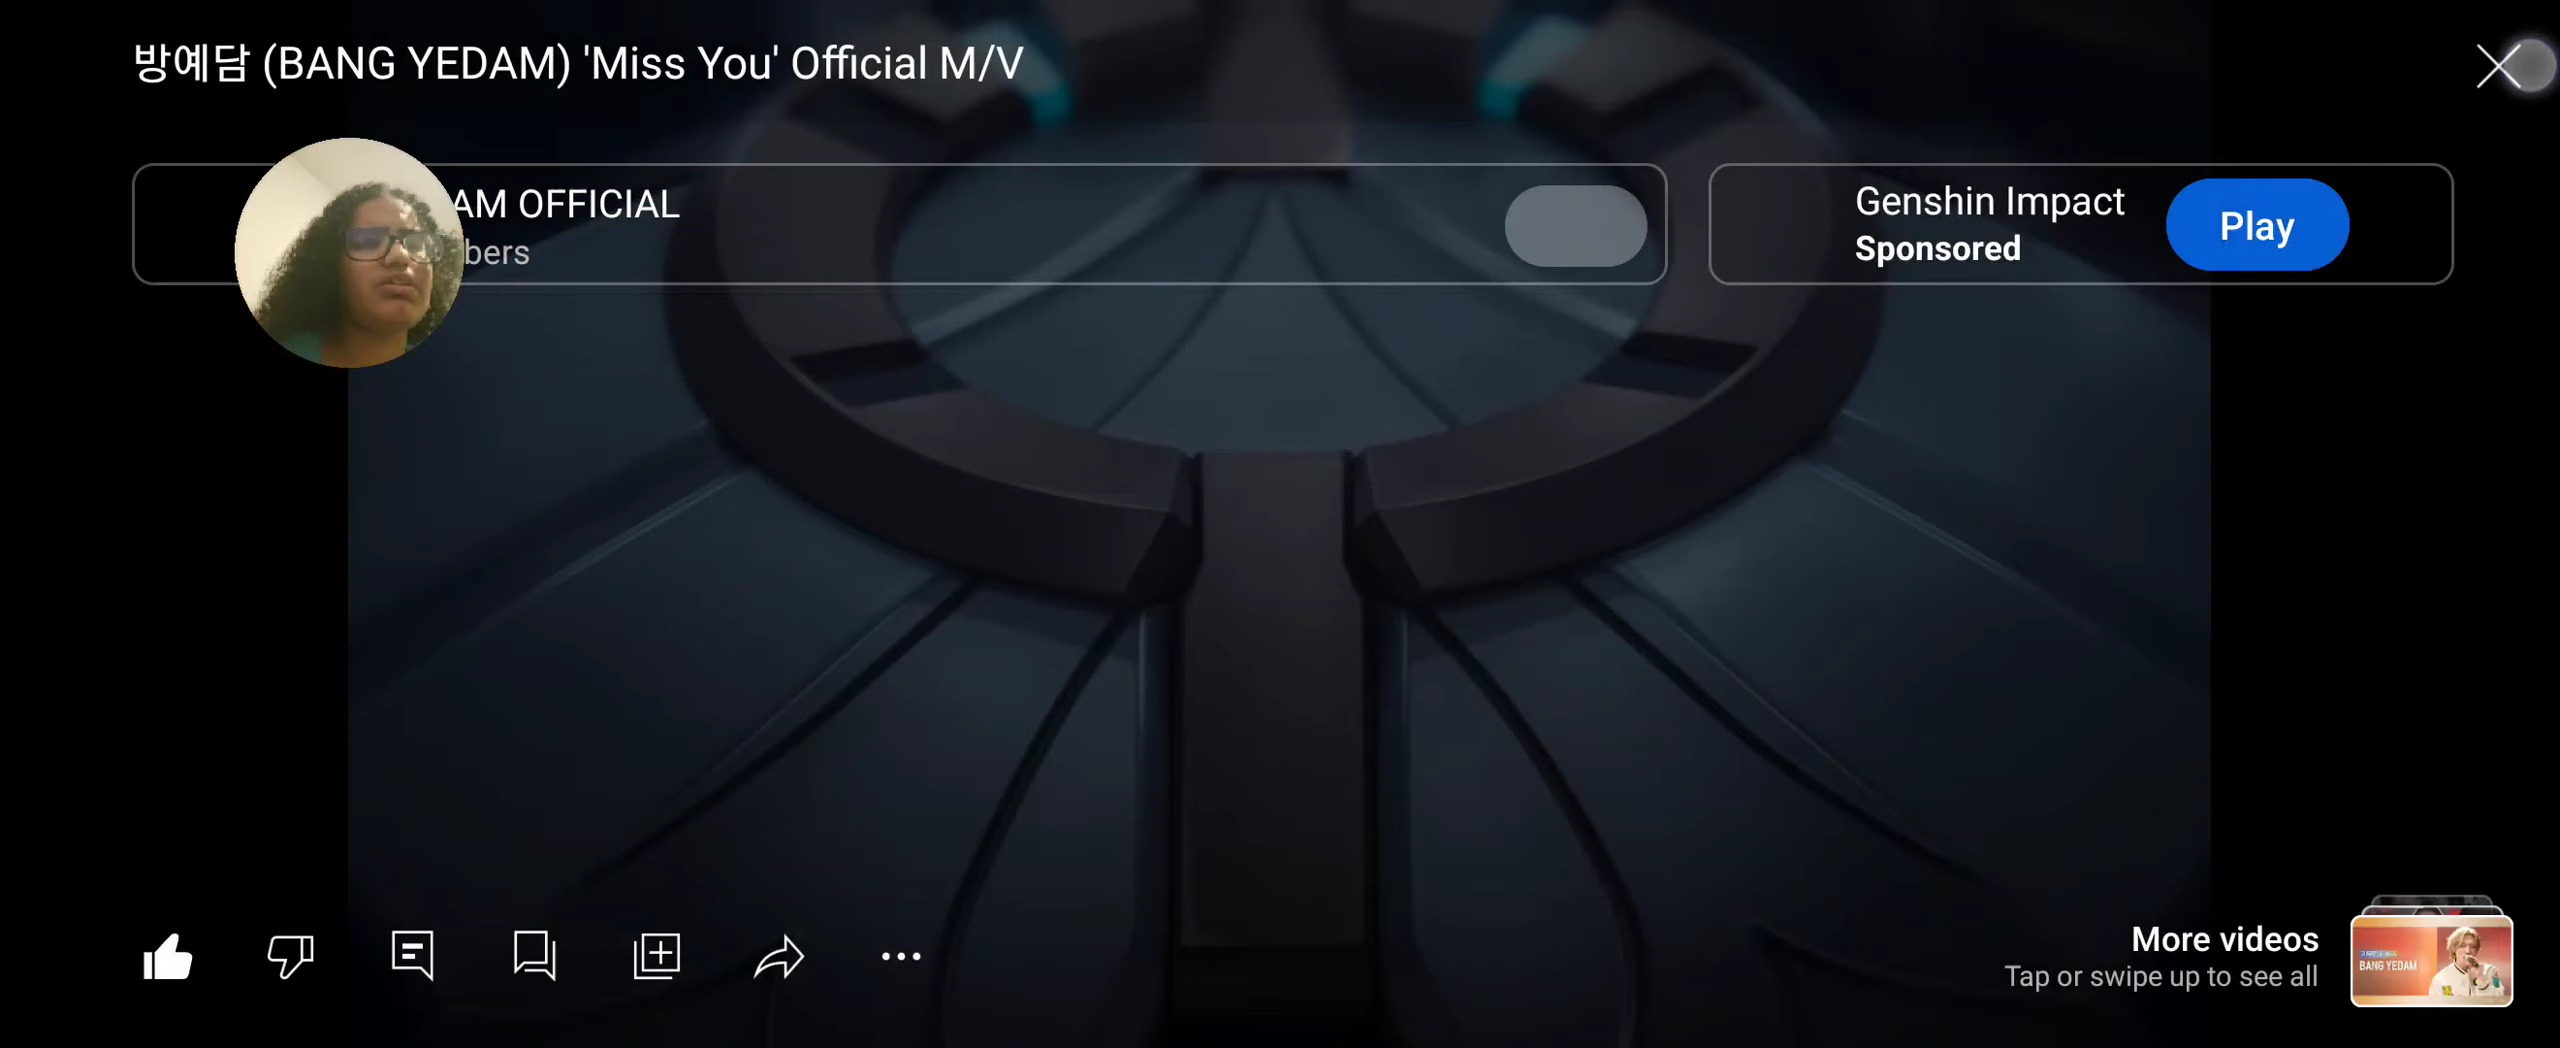 방예담 (BANG YEDAM) 'Miss You' Official M/V
AM OFFICIAL
bers
Genshin Impact
Sponsored
Play
More videos
Tap or swipe up to see all
BANG YEDAM